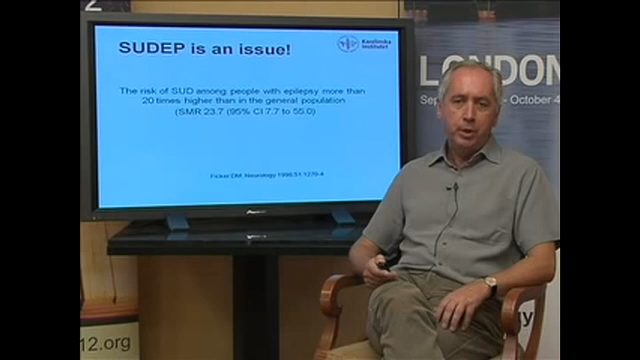 2
SUDEP is an issue!
Karolinska
Institutet
The risk of SUD among people with epilepsy more than
20 times higher than in the general population
(SMR 23.7 (95% CI 7.7 to 55.0)
Ficker DM. Neurology 1998;51:1270-4
LONDON
- October 4
12.org